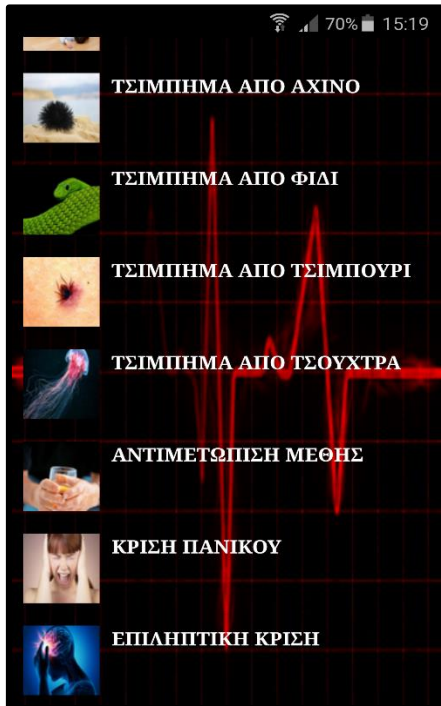 70% 15:19
ΤΣΙΜΠΗΜΑ ΑΠΟ ΑΧΙΝΟ
ΤΣΙΜΠΗΜΑ ΑΠΟ ΦΙΔΙ
ΤΣΙΜΠΗΜΑ ΑΠΟ ΤΣΙΜΠΟΥΡΙ
ΤΣΙΜΠΗΜΑ ΑΠΟ ΤΣΟΥΧΤΡΑ
ΑΝΤΙΜΕΤΩΠΙΣΗ ΜΕΘΗΣ
ΚΡΙΣΗ ΠΑΝΙΚΟΥ
ΕΠΙΛΗΠΤΙΚΗ ΚΡΙΣΗ